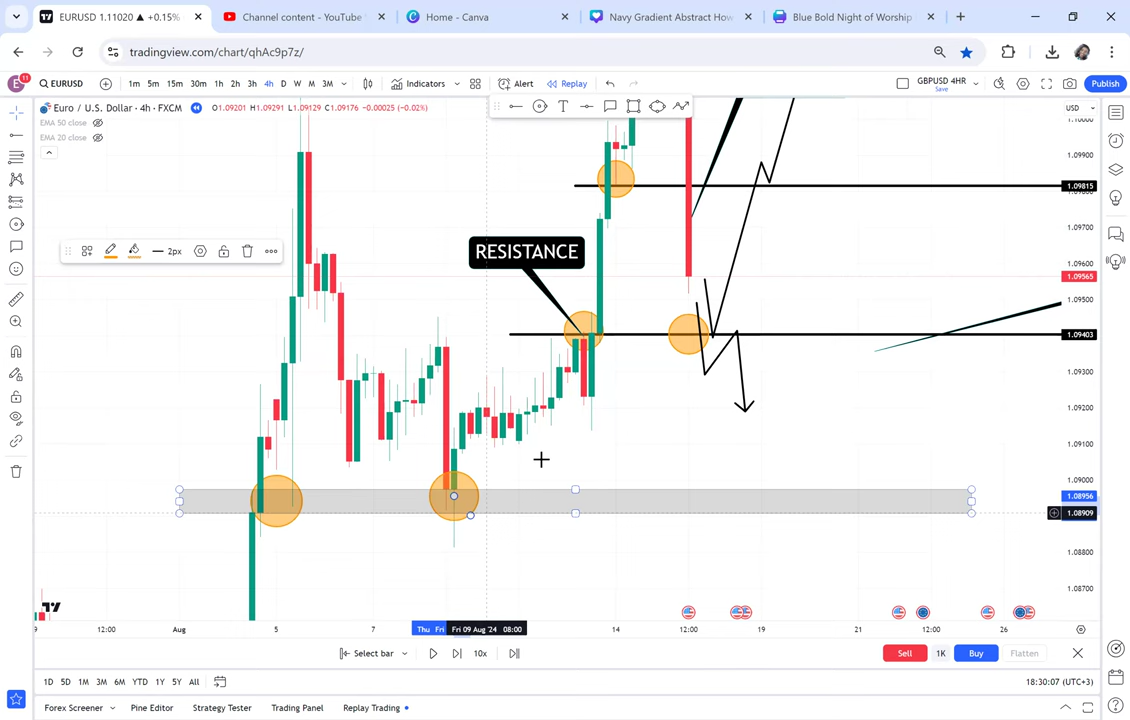 EURUSD 1.11020 ▲ +0.15%
Channel content - YouTube
Home - Canva
Navy Gradient Abstract How
Blue Bold Night of Worship
tradingview.com/chart/qhAc9p7z/
E
11
EURUSD
1m 5m 15m 30m 1h 2h 3h 4h D W M 3M
Indicators
Alert
Replay
GBPUSD 4HR
Save
Publish
Euro / U.S. Dollar · 4h · FXCM
O1.09201 H1.09291 L1.09129 C1.09176 −0.00025 (−0.02%)
USD
EMA 50 close
EMA 20 close
1.10000
1.09900
1.09815
1.09700
1.09600
1.09565
1.09500
1.09403
1.09300
1.09200
1.09100
1.09000
1.08956
1.08909
1.08800
1.08700
RESISTANCE
2px
9 12:00 Aug 5 7 Thu Fri Fri 09 Aug '24 08:00 14 12:00 19 21 12:00 26
Select bar
10x
Sell
1K
Buy
Flatten
1D 5D 1M 3M 6M YTD 1Y 5Y All
18:30:07 (UTC+3)
Forex Screener
Pine Editor
Strategy Tester
Trading Panel
Replay Trading